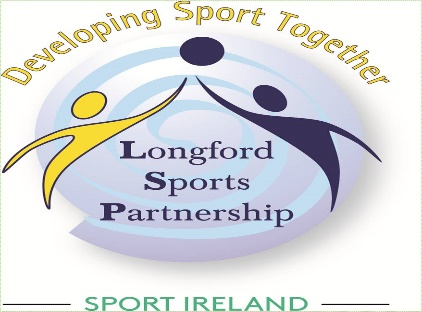 Developing Sport Together
Longford
Sports
Partnership
SPORT IRELAND